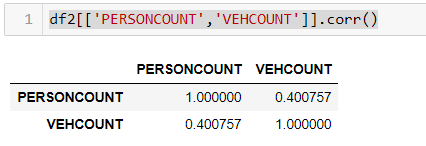 1 df2[['PERSONCOUNT','VEHCOUNT']].corr()
PERSONCOUNT VEHCOUNT
PERSONCOUNT 1.000000 0.400757
VEHCOUNT 0.400757 1.000000